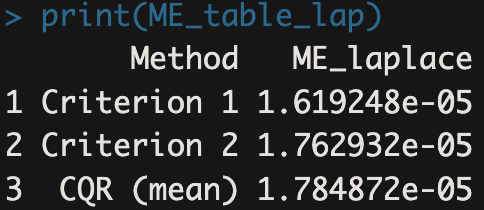 > print(ME_table_lap)
Method ME_laplace
1 Criterion 1 1.619248e-05
2 Criterion 2 1.762932e-05
3 CQR (mean) 1.784872e-05